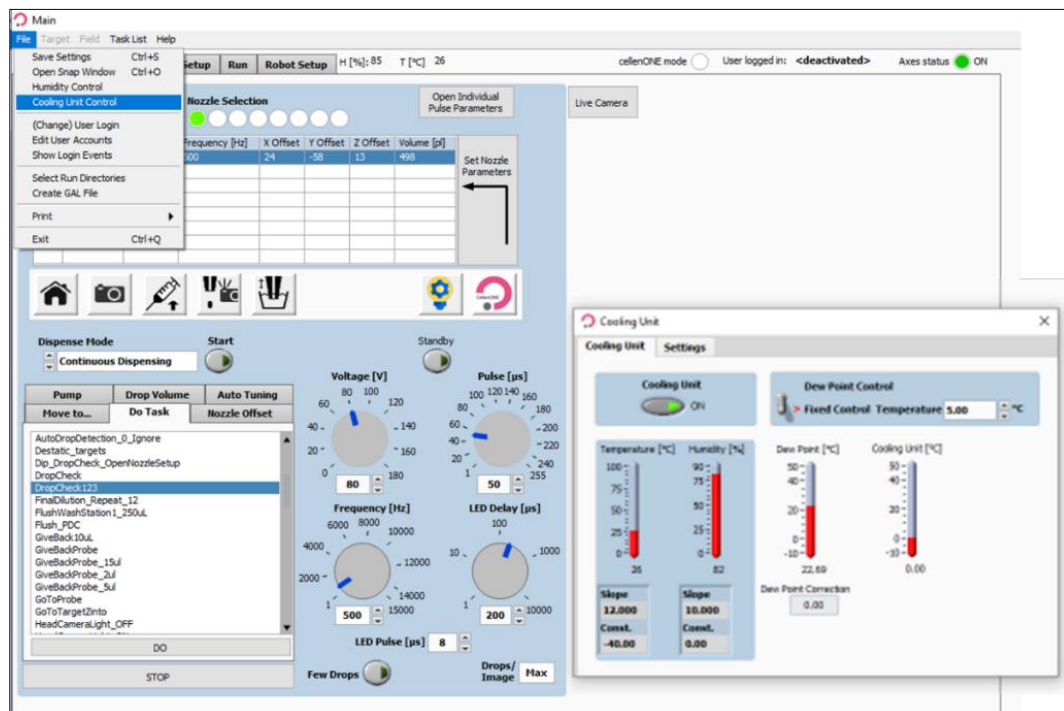 Main
File Target Field Task List Help
Save Settings Ctrl+S
Open Snap Window Ctrl+O
Humidity Control
Cooling Unit Control
(Change) User Login
Edit User Accounts
Show Login Events
Select Run Directories
Create GAL File
Print
Exit Ctrl+Q
Setup Run Robot Setup H [%]: 85 T [°C] 26
cellenONE mode User logged in: <deactivated> Axes status ON
Nozzle Selection
Open Individual
Pulse Parameters
Live Camera
Frequency [Hz] X Offset Y Offset Z Offset Volume [pl]
500 24 -58 13 498
Set Nozzle
Parameters
CellenONE
Dispense Mode
Continuous Dispensing
Start
Standby
Pump Drop Volume Auto Tuning
Move to... Do Task Nozzle Offset
AutoDropDetection_0_Ignore
Destatic_targets
Dip_DropCheck_OpenNozzleSetup
DropCheck
DropCheck123
FinalDilution_Repeat_12
FlushWashStation1_250uL
Flush_PDC
GiveBack10uL
GiveBackProbe
GiveBackProbe_15ul
GiveBackProbe_2ul
GiveBackProbe_5ul
GoToProbe
GoToTargetZinto
HeadCameraLight_OFF
DO
STOP
Voltage [V]
0 20 40 60 80 100 120 140 160 180
80
Pulse [µs]
1 20 40 60 80 100 120 140 160 180 200 220 240 255
50
Frequency [Hz]
1 2000 4000 6000 8000 10000 12000 14000 15000
500
LED Delay [µs]
1 10 100 1000 10000
200
LED Pulse [µs] 8
Few Drops
Drops/
Image Max
Cooling Unit
Cooling Unit Settings
Cooling Unit
ON
Dew Point Control
> Fixed Control Temperature 5.00 °C
Temperature [°C]
100
75
50
25
0
26
Humidity [%]
90
75
50
25
0
82
Dew Point [°C]
50
40
20
0
-10
22.69
Cooling Unit [°C]
50
40
20
0
-10
0.00
Slope
12.000
Const.
-40.00
Slope
10.000
Const.
0.00
Dew Point Correction
0.00